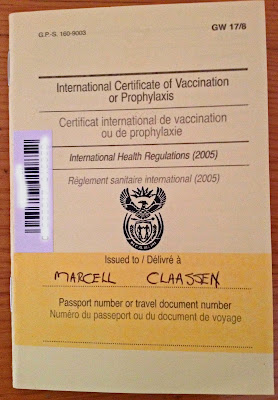 G.P.-S. 160-9003
GW 17/8
International Certificate of Vaccination
or Prophylaxis
Certificat international de vaccination
ou de prophylaxie
International Health Regulations (2005)
Règlement sanitaire international (2005)
Issued to / Délivré à
MARCELL CLAASSEN
Passport number or travel document number
Numéro du passeport ou du document de voyage